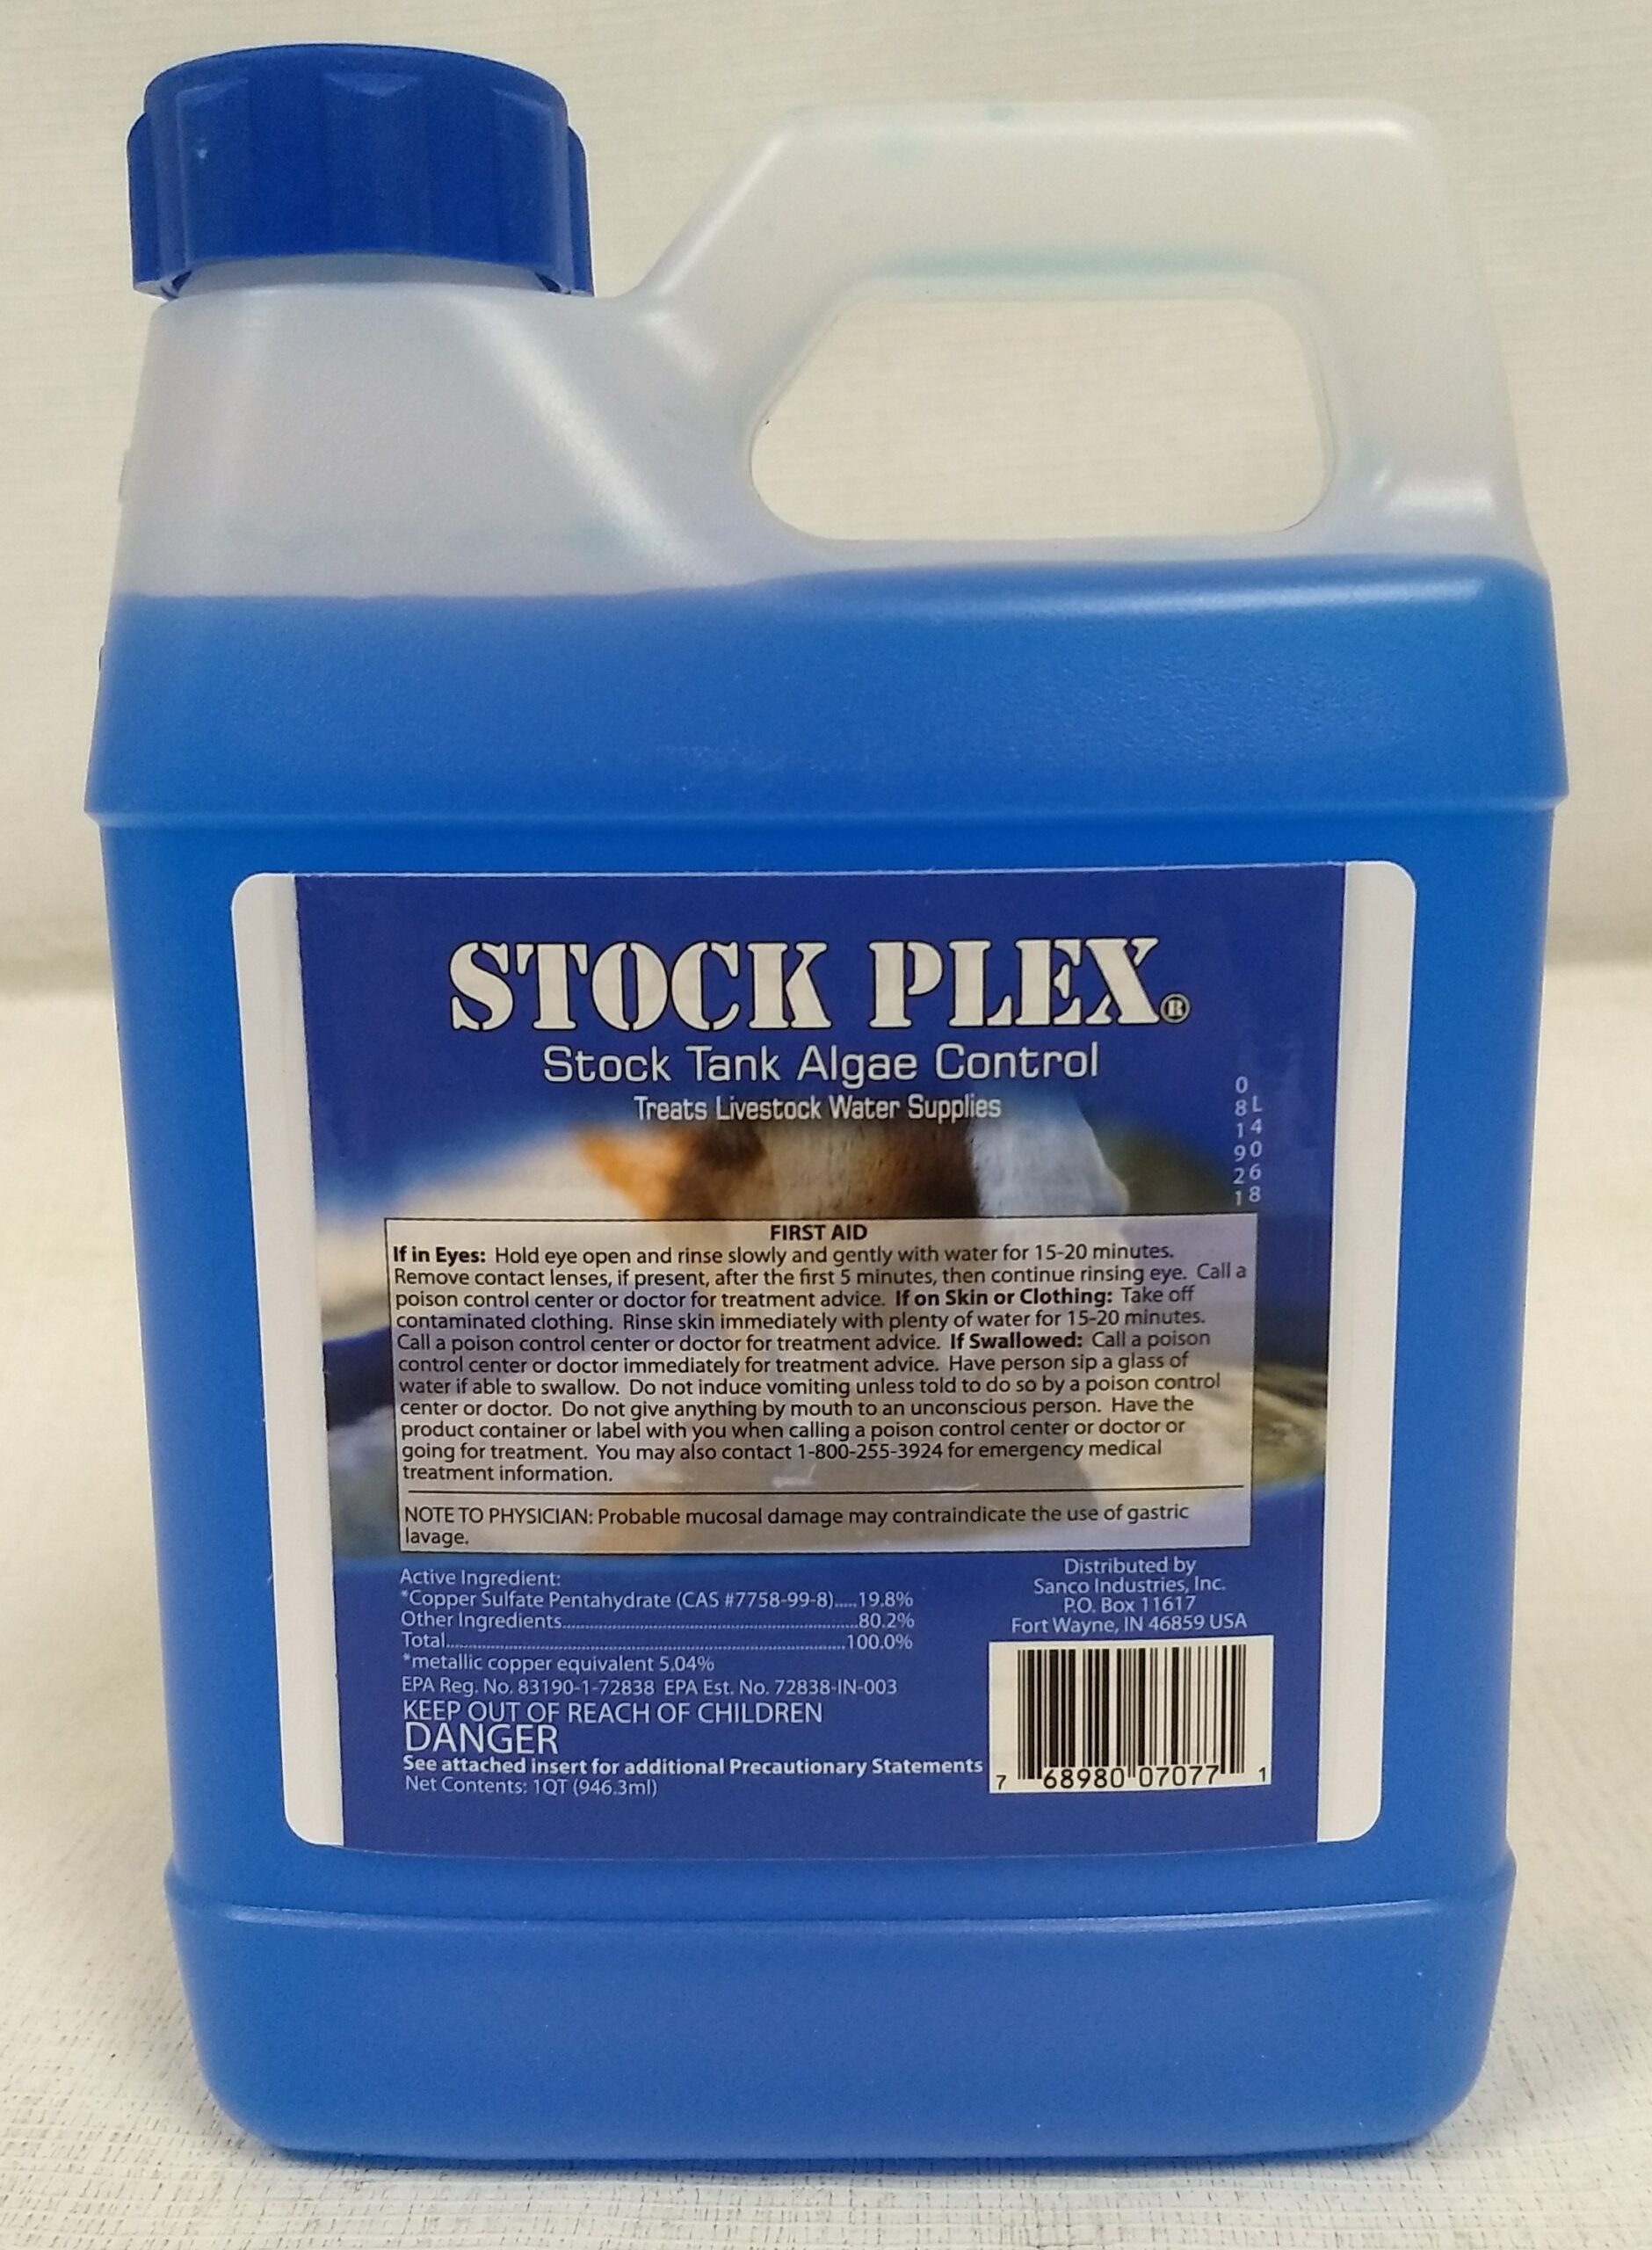 STOCK PLEX®
Stock Tank Algae Control
Treats Livestock Water Supplies
0
8L
14
90
26
18
FIRST AID
If in Eyes: Hold eye open and rinse slowly and gently with water for 15-20 minutes.
Remove contact lenses, if present, after the first 5 minutes, then continue rinsing eye. Call a
poison control center or doctor for treatment advice. If on Skin or Clothing: Take off
contaminated clothing. Rinse skin immediately with plenty of water for 15-20 minutes.
Call a poison control center or doctor for treatment advice. If Swallowed: Call a poison
control center or doctor immediately for treatment advice. Have person sip a glass of
water if able to swallow. Do not induce vomiting unless told to do so by a poison control
center or doctor. Do not give anything by mouth to an unconscious person. Have the
product container or label with you when calling a poison control center or doctor or
going for treatment. You may also contact 1-800-255-3924 for emergency medical
treatment information.
NOTE TO PHYSICIAN: Probable mucosal damage may contraindicate the use of gastric
lavage.
Active Ingredient:
*Copper Sulfate Pentahydrate (CAS #7758-99-8).....19.8%
Other Ingredients..........................................................80.2%
Total..............................................................................100.0%
*metallic copper equivalent 5.04%
EPA Reg. No. 83190-1-72838 EPA Est. No. 72838-IN-003
KEEP OUT OF REACH OF CHILDREN
DANGER
See attached insert for additional Precautionary Statements
Net Contents: 1QT (946.3ml)
Distributed by
Sanco Industries, Inc.
P.O. Box 11617
Fort Wayne, IN 46859 USA
7 68980 07077 1